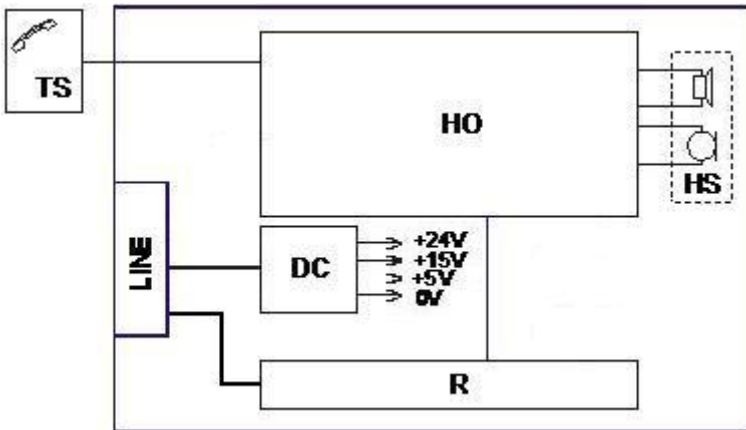 TS
HO
HS
LINE
DC
+24V
+15V
+5V
0V
R